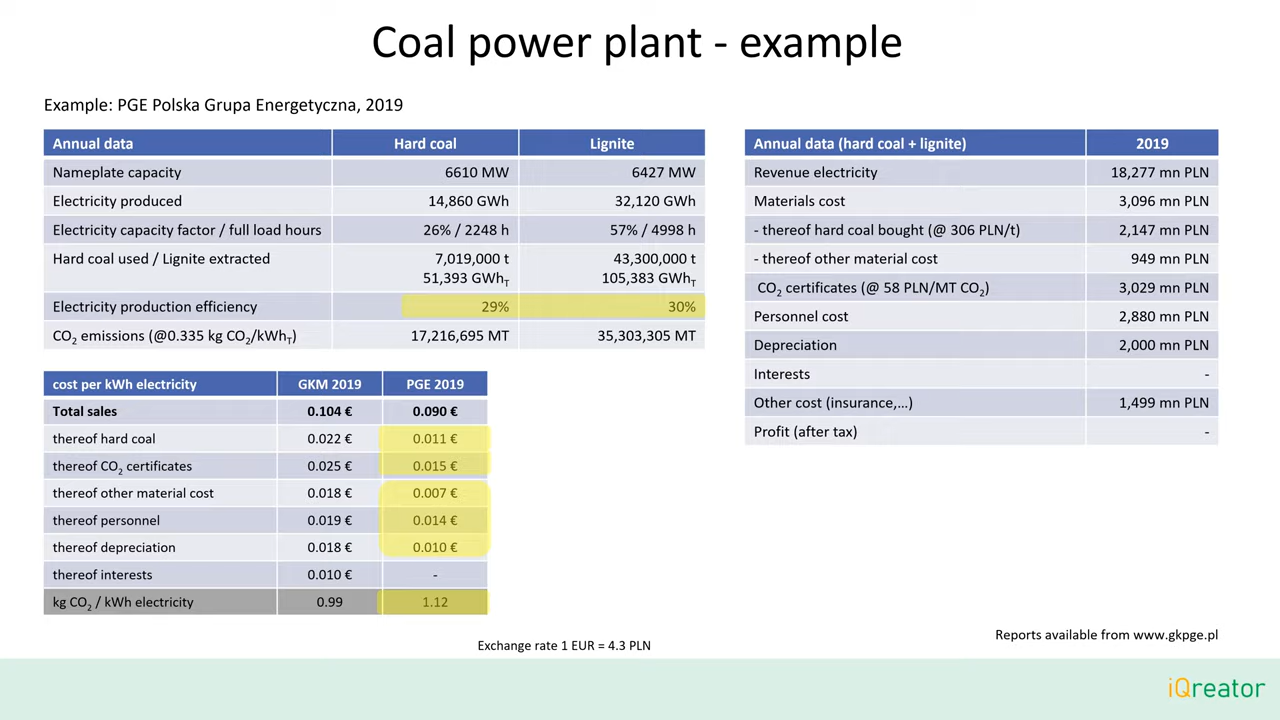 Coal power plant - example
Example: PGE Polska Grupa Energetyczna, 2019
Annual data Hard coal Lignite
Nameplate capacity 6610 MW 6427 MW
Electricity produced 14,860 GWh 32,120 GWh
Electricity capacity factor / full load hours 26% / 2248 h 57% / 4998 h
Hard coal used / Lignite extracted 7,019,000 t 43,300,000 t
51,393 GWhT 105,383 GWhT
Electricity production efficiency 29% 30%
CO2 emissions (@0.335 kg CO2/kWhT) 17,216,695 MT 35,303,305 MT
cost per kWh electricity GKM 2019 PGE 2019
Total sales 0.104 € 0.090 €
thereof hard coal 0.022 € 0.011 €
thereof CO2 certificates 0.025 € 0.015 €
thereof other material cost 0.018 € 0.007 €
thereof personnel 0.019 € 0.014 €
thereof depreciation 0.018 € 0.010 €
thereof interests 0.010 € -
kg CO2 / kWh electricity 0.99 1.12
Annual data (hard coal + lignite) 2019
Revenue electricity 18,277 mn PLN
Materials cost 3,096 mn PLN
- thereof hard coal bought (@ 306 PLN/t) 2,147 mn PLN
- thereof other material cost 949 mn PLN
CO2 certificates (@ 58 PLN/MT CO2) 3,029 mn PLN
Personnel cost 2,880 mn PLN
Depreciation 2,000 mn PLN
Interests -
Other cost (insurance,...) 1,499 mn PLN
Profit (after tax) -
Reports available from www.gkpge.pl
Exchange rate 1 EUR = 4.3 PLN
iQreator